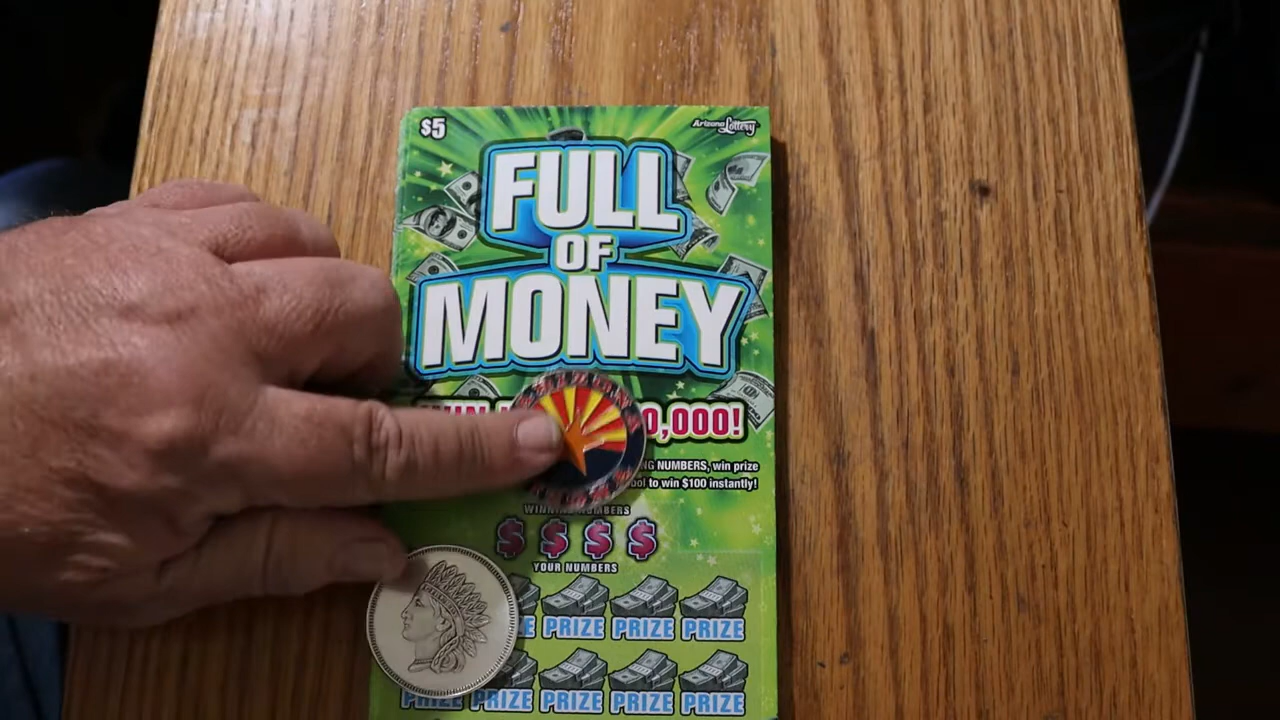 $5
Arizona Lottery
FULL
OF
MONEY
WIN 0,000!
NG NUMBERS, win prize
to win $100 instantly!
WINNING NUMBERS
$ $ $ $
YOUR NUMBERS
E PRIZE PRIZE PRIZE
PRIZE PRIZE PRIZE PRIZE PRIZE